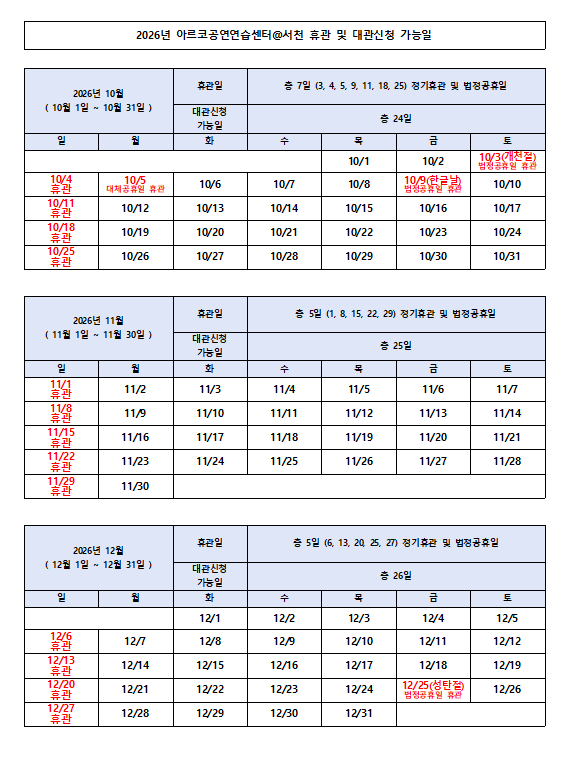 2026년 아르코공연연습센터@서천 휴관 및 대관신청 가능일
2026년 10월
( 10월 1일 ~ 10월 31일 )
휴관일
층 7일 (3, 4, 5, 9, 11, 18, 25) 정기휴관 및 법정공휴일
대관신청
가능일
층 24일
일 월 화 수 목 금 토
10/1 10/2 10/3(개천절)
법정공휴일 휴관
10/4
휴관
10/5
대체공휴일 휴관
10/6 10/7 10/8
10/9(한글날)
법정공휴일 휴관
10/10
10/11
휴관
10/12 10/13 10/14 10/15 10/16 10/17
10/18
휴관
10/19 10/20 10/21 10/22 10/23 10/24
10/25
휴관
10/26 10/27 10/28 10/29 10/30 10/31
2026년 11월
( 11월 1일 ~ 11월 30일 )
휴관일
층 5일 (1, 8, 15, 22, 29) 정기휴관 및 법정공휴일
대관신청
가능일
층 25일
일 월 화 수 목 금 토
11/1
휴관
11/2 11/3 11/4 11/5 11/6 11/7
11/8
휴관
11/9 11/10 11/11 11/12 11/13 11/14
11/15
휴관
11/16 11/17 11/18 11/19 11/20 11/21
11/22
휴관
11/23 11/24 11/25 11/26 11/27 11/28
11/29
휴관
11/30
2026년 12월
( 12월 1일 ~ 12월 31일 )
휴관일
층 5일 (6, 13, 20, 25, 27) 정기휴관 및 법정공휴일
대관신청
가능일
층 26일
일 월 화 수 목 금 토
12/1 12/2 12/3 12/4 12/5
12/6
휴관
12/7 12/8 12/9 12/10 12/11 12/12
12/13
휴관
12/14 12/15 12/16 12/17 12/18 12/19
12/20
휴관
12/21 12/22 12/23 12/24
12/25(성탄절)
법정공휴일 휴관
12/26
12/27
휴관
12/28 12/29 12/30 12/31